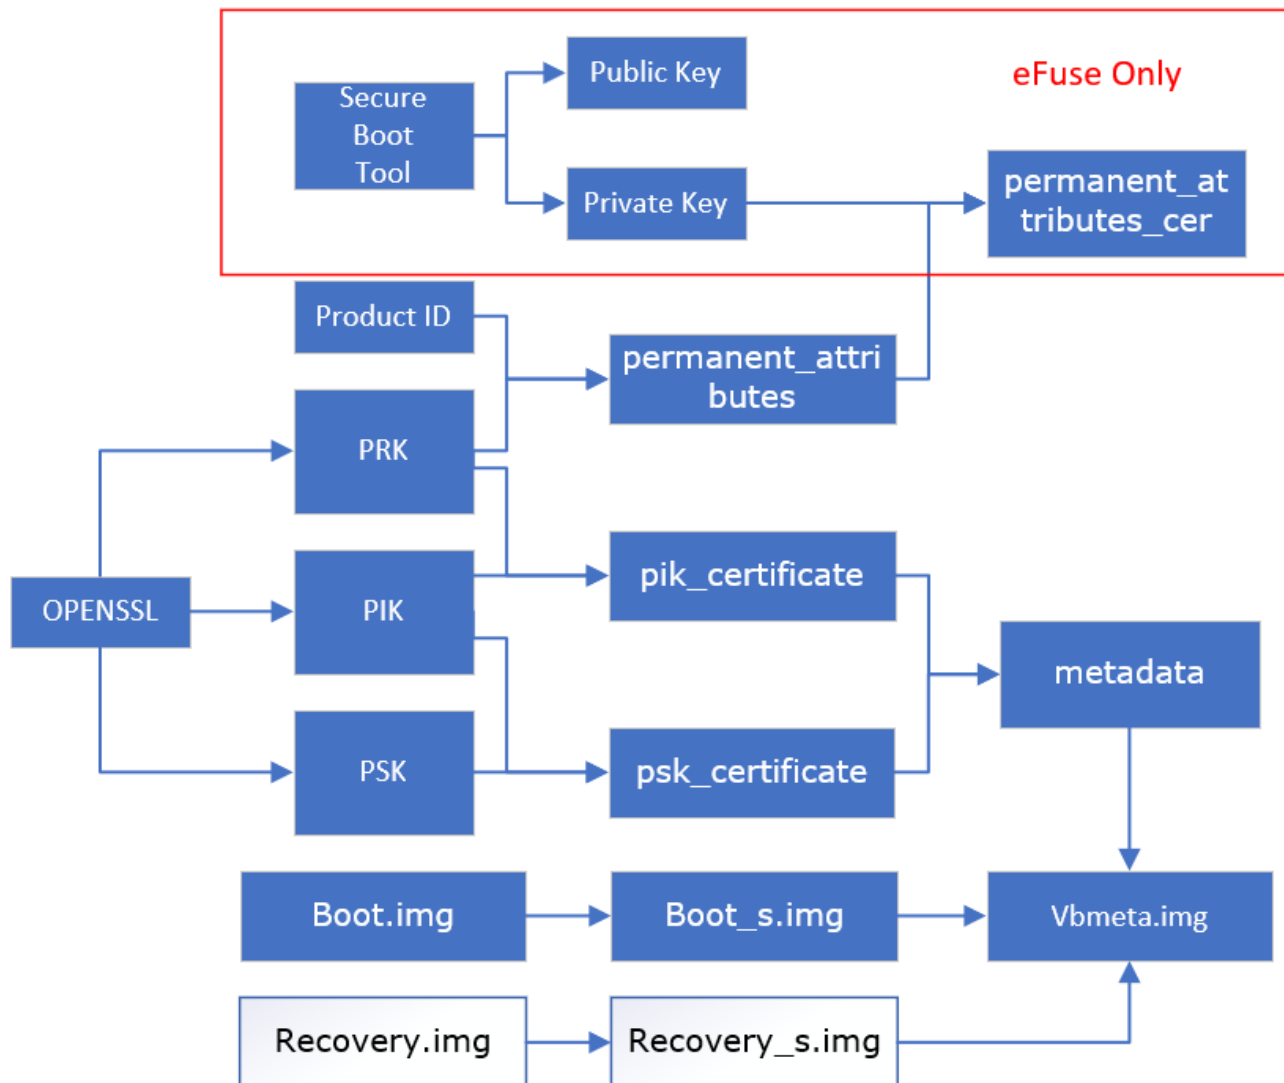 Public Key
eFuse Only
Secure
Boot
Tool
Private Key
permanent_at
tributes_cer
Product ID
permanent_attri
butes
PRK
OPENSSL
PIK
pik_certificate
metadata
PSK
psk_certificate
Boot.img
Boot_s.img
Vbmeta.img
Recovery.img
Recovery_s.img